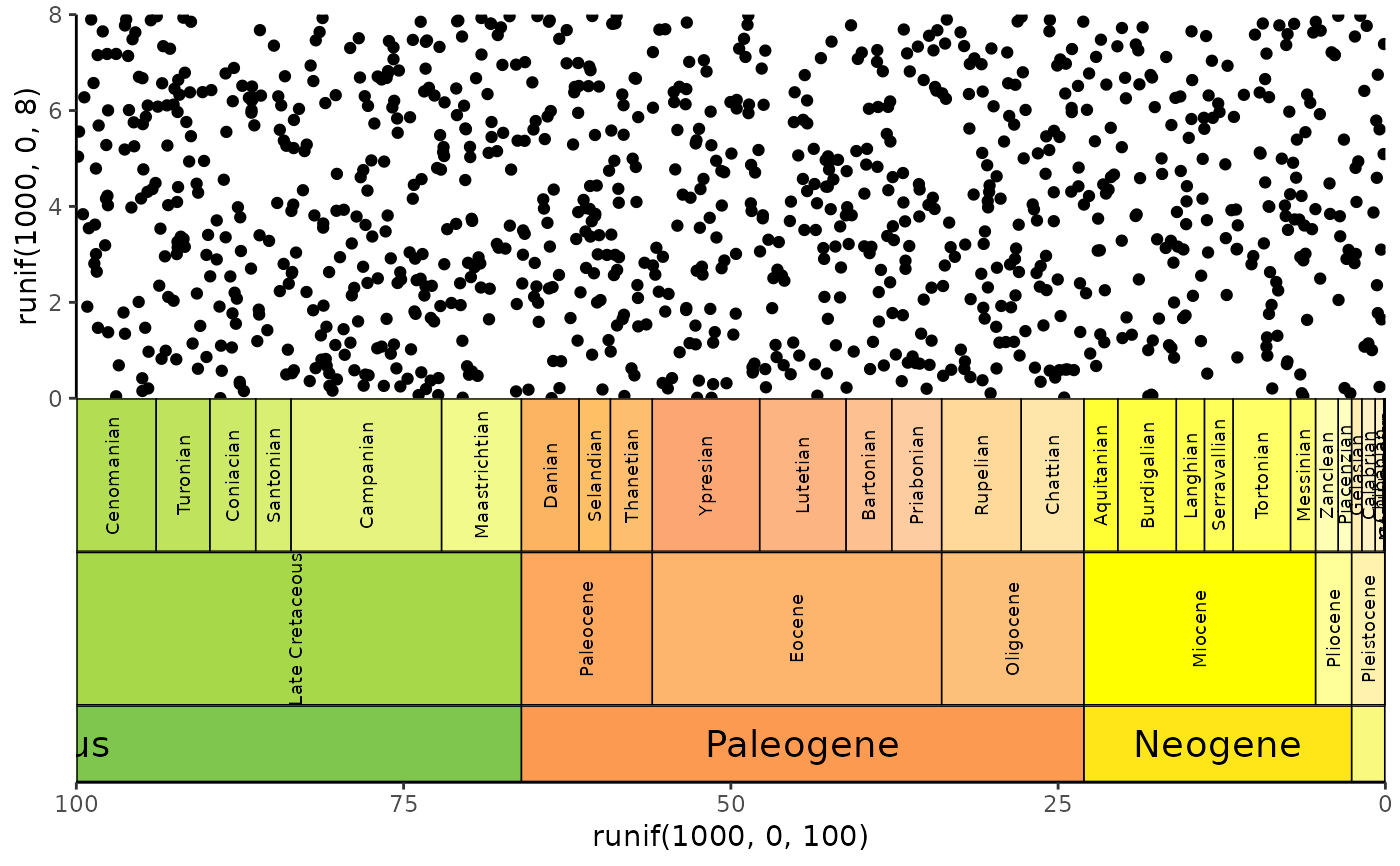 8
6
4
2
0
runif(1000, 0, 8)
Cenomanian
Turonian
Coniacian
Santonian
Campanian
Maastrichtian
Danian
Selandian
Thanetian
Ypresian
Lutetian
Bartonian
Priabonian
Rupelian
Chattian
Aquitanian
Burdigalian
Langhian
Serravallian
Tortonian
Messinian
Zanclean
Piacenzian
Gelasian
Calabrian
Late Cretaceous
Paleocene
Eocene
Oligocene
Miocene
Pliocene
Pleistocene
us
Paleogene
Neogene
100
75
50
25
0
runif(1000, 0, 100)